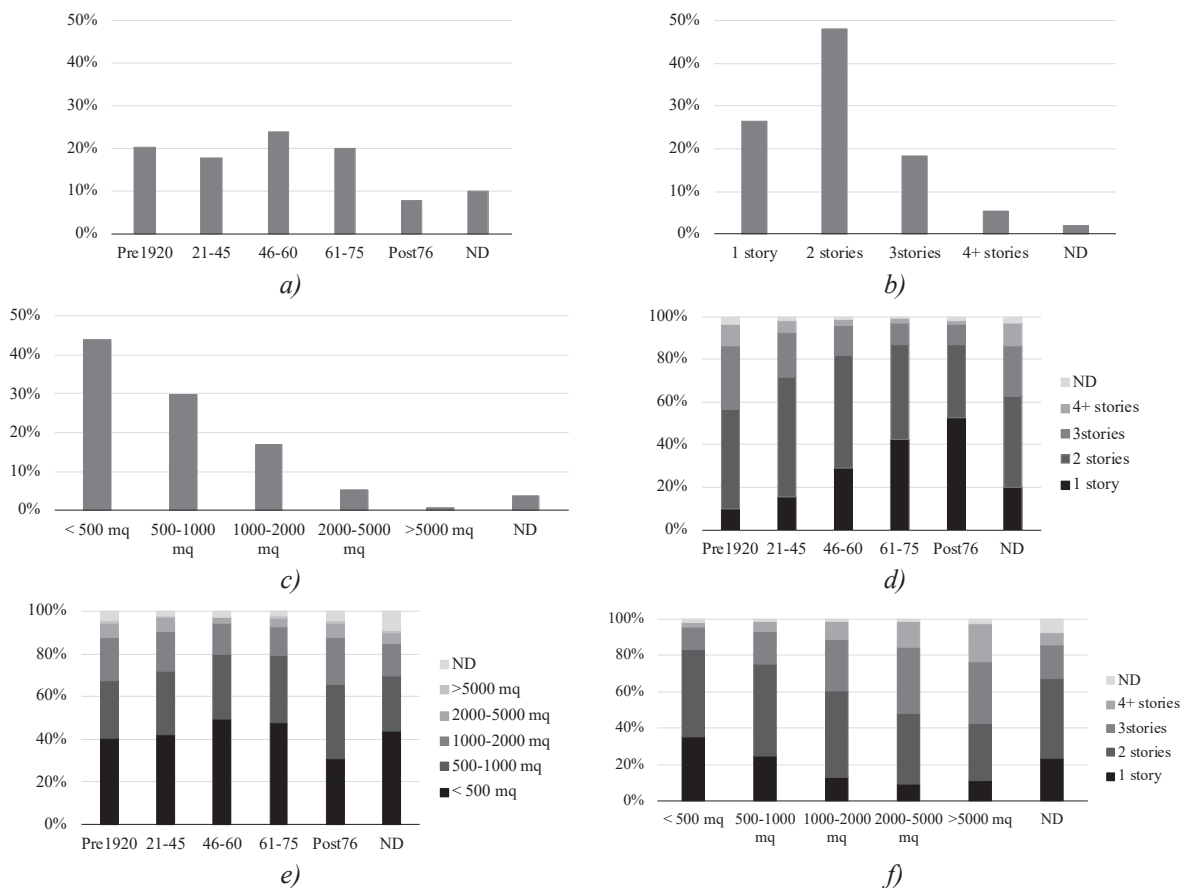 50%
40%
30%
20%
10%
0%
Pre1920 21-45 46-60 61-75 Post76 ND
a)
50%
40%
30%
20%
10%
0%
1 story 2 stories 3stories 4+ stories ND
b)
50%
40%
30%
20%
10%
0%
< 500 mq 500-1000 1000-2000 2000-5000 >5000 mq ND
mq mq mq
c)
100%
80%
60%
40%
20%
0%
Pre1920 21-45 46-60 61-75 Post76 ND
ND
4+ stories
3stories
2 stories
1 story
d)
100%
80%
60%
40%
20%
0%
Pre1920 21-45 46-60 61-75 Post76 ND
ND
>5000 mq
2000-5000 mq
1000-2000 mq
500-1000 mq
< 500 mq
e)
100%
80%
60%
40%
20%
0%
< 500 mq 500-1000 1000-2000 2000-5000 >5000 mq ND
mq mq mq
ND
4+ stories
3stories
2 stories
1 story
f)